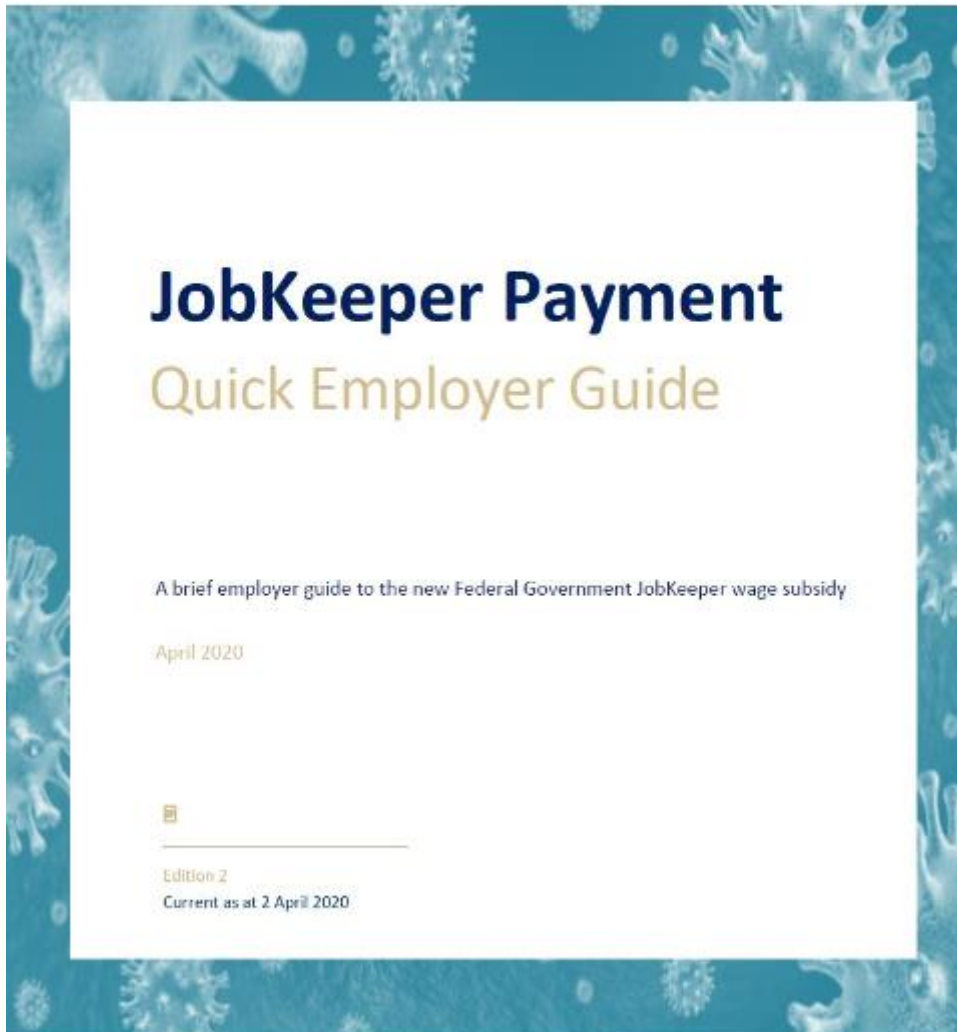 JobKeeper Payment
Quick Employer Guide
A brief employer guide to the new Federal Government JobKeeper wage subsidy
April 2020
Edition 2
Current as at 2 April 2020